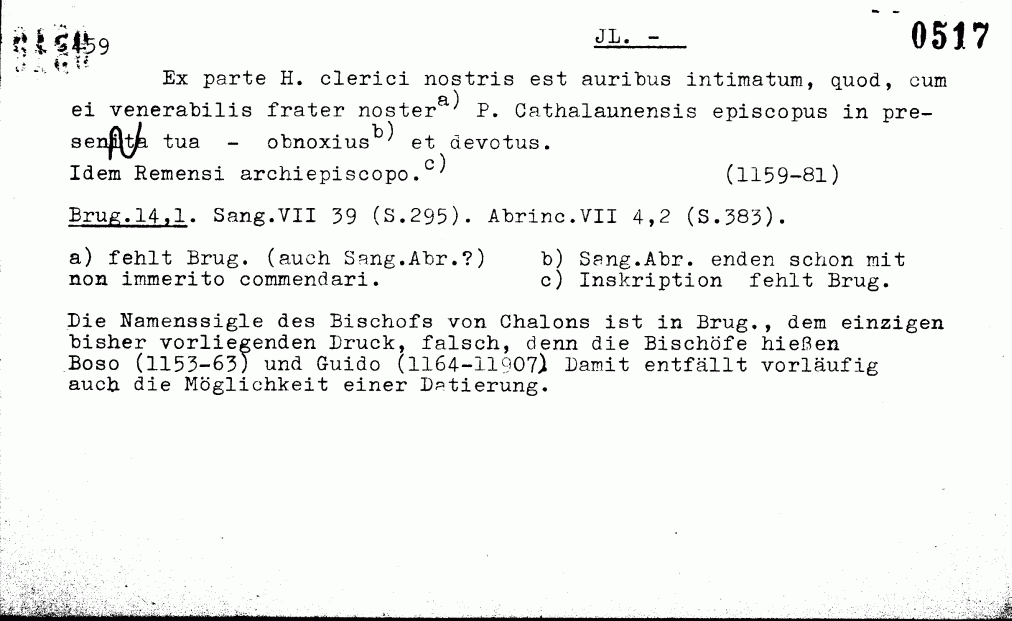 JL. -
0517
59
Ex parte H. clerici nostris est auribus intimatum, quod, cum
ei venerabilis frater noster a) P. Cathalaunensis episcopus in pre-
sentia tua - obnoxius b) et devotus.
Idem Remensi archiepiscopo. c) (1159-81)
Brug.14,1. Sang.VII 39 (S.295). Abrinc.VII 4,2 (S.383).
a) fehlt Brug. (auch Sang.Abr.?) b) Sang.Abr. enden schon mit
non immerito commendari. c) Inskription fehlt Brug.
Die Namenssigle des Bischofs von Chalons ist in Brug., dem einzigen
bisher vorliegenden Druck, falsch, denn die Bischöfe hießen
Boso (1153-63) und Guido (1164-11907) Damit entfällt vorläufig
auch die Möglichkeit einer Datierung.